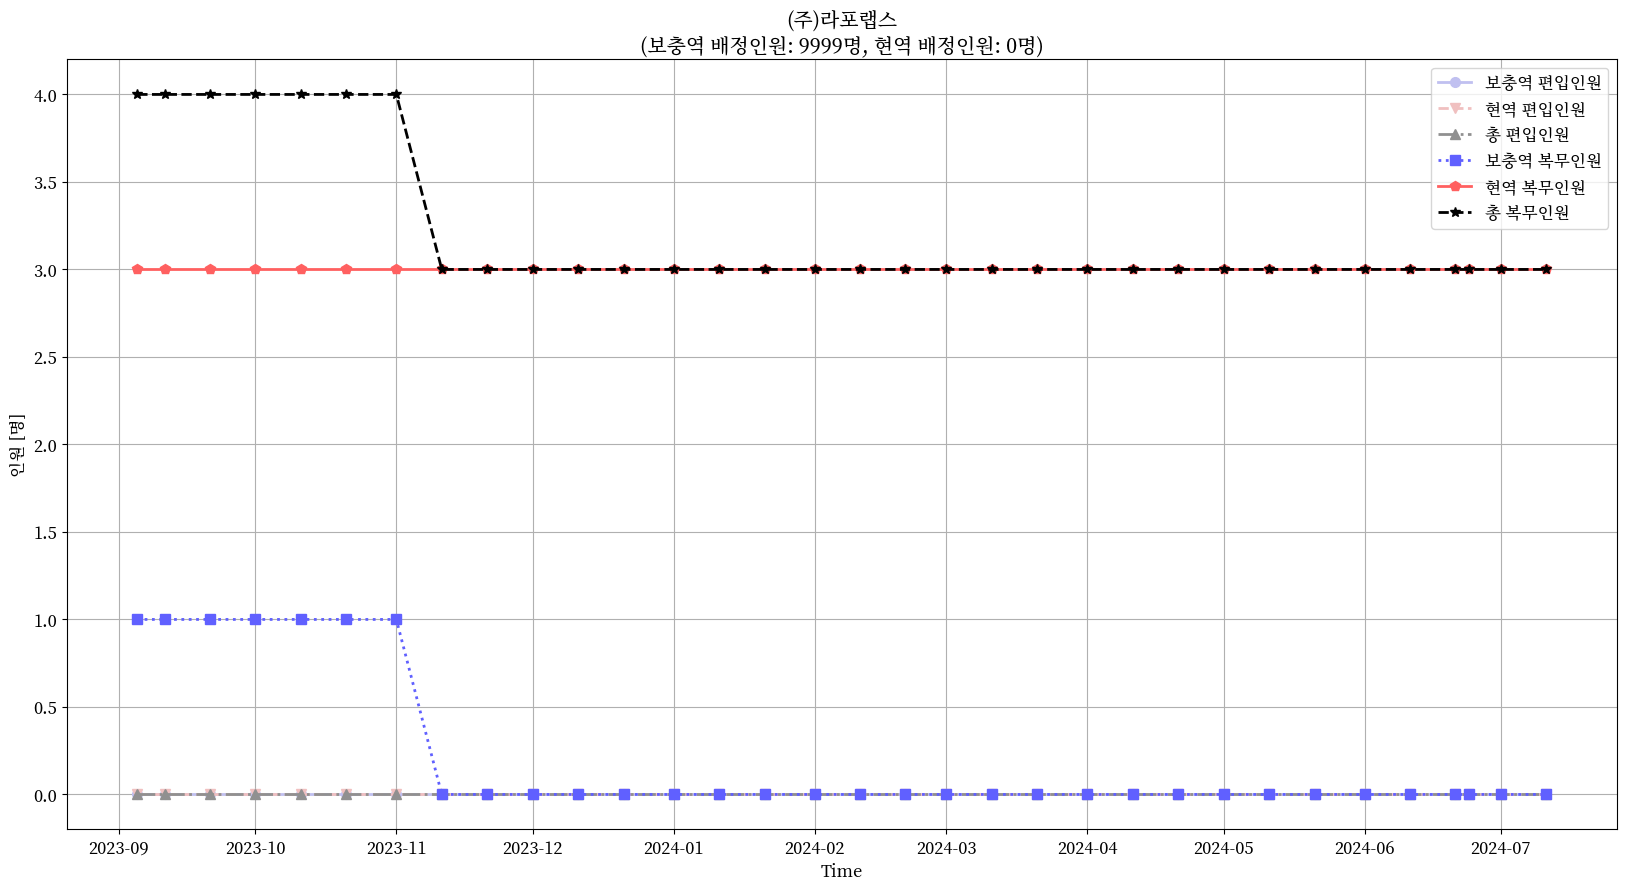 (주)라포랩스
(보충역 배정인원: 9999명, 현역 배정인원: 0명)
보충역 편입인원
현역 편입인원
총 편입인원
보충역 복무인원
현역 복무인원
총 복무인원
4.0
3.5
3.0
2.5
2.0
1.5
1.0
0.5
0.0
인원 [명]
2023-09 2023-10 2023-11 2023-12 2024-01 2024-02 2024-03 2024-04 2024-05 2024-06 2024-07
Time